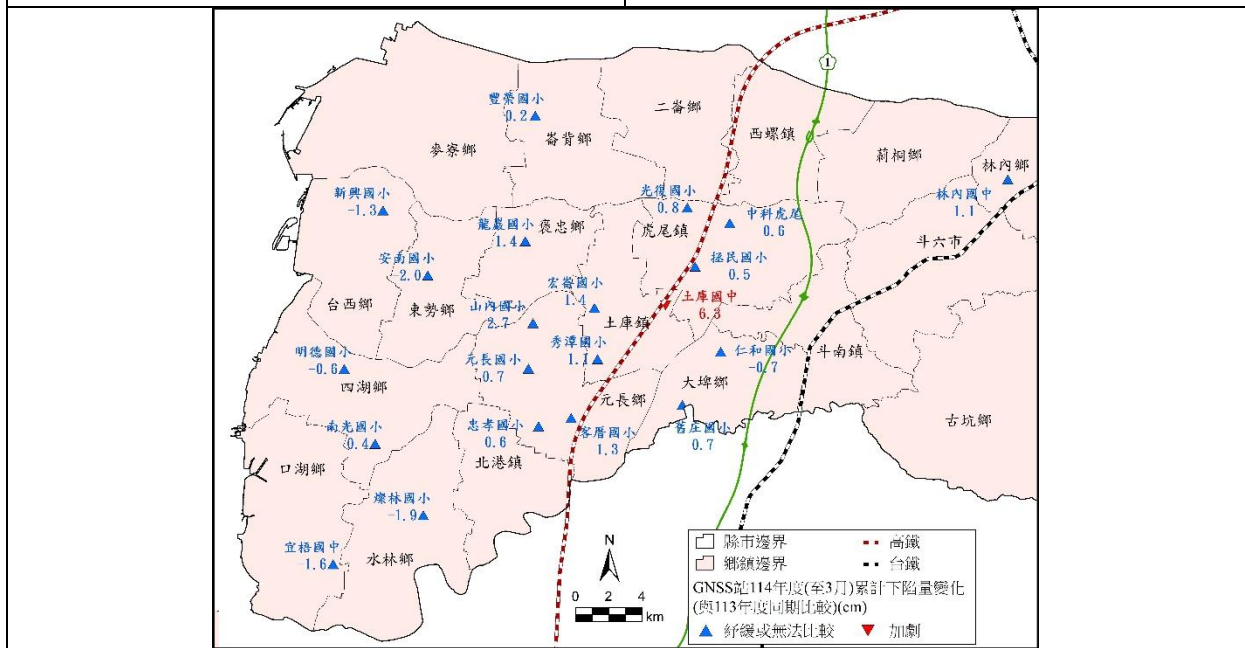 1
豐榮國小
0.2
二崙鄉
崙背鄉
西螺鎮
麥寮鄉
莿桐鄉
林內鄉
林內國中
1.1
新興國小
-1.3
光復國小
0.8
中科虎尾
0.6
龍巖國小
1.4
褒忠鄉
虎尾鎮
斗六市
安南國小
-2.0
拯民國小
0.5
宏崙國小
1.4
土庫國中
6.3
台西鄉
東勢鄉
山內國小
2.7
土庫鎮
秀潭國小
1.1
仁和國小
-0.7
斗南鎮
明德國小
-0.6
四湖鄉
元長國小
0.7
大埤鄉
元長鄉
古坑鄉
南光國小
0.4
忠孝國小
0.6
客厝國小
1.3
舊庄國小
0.7
口湖鄉
北港鎮
燦林國小
-1.9
宜梧國中
-1.6
水林鄉
N
0 2 4
km
縣市邊界
高鐵
鄉鎮邊界
台鐵
GNSS站114年度(至3月)累計下陷量變化
(與113年度同期比較)(cm)
紓緩或無法比較
加劇